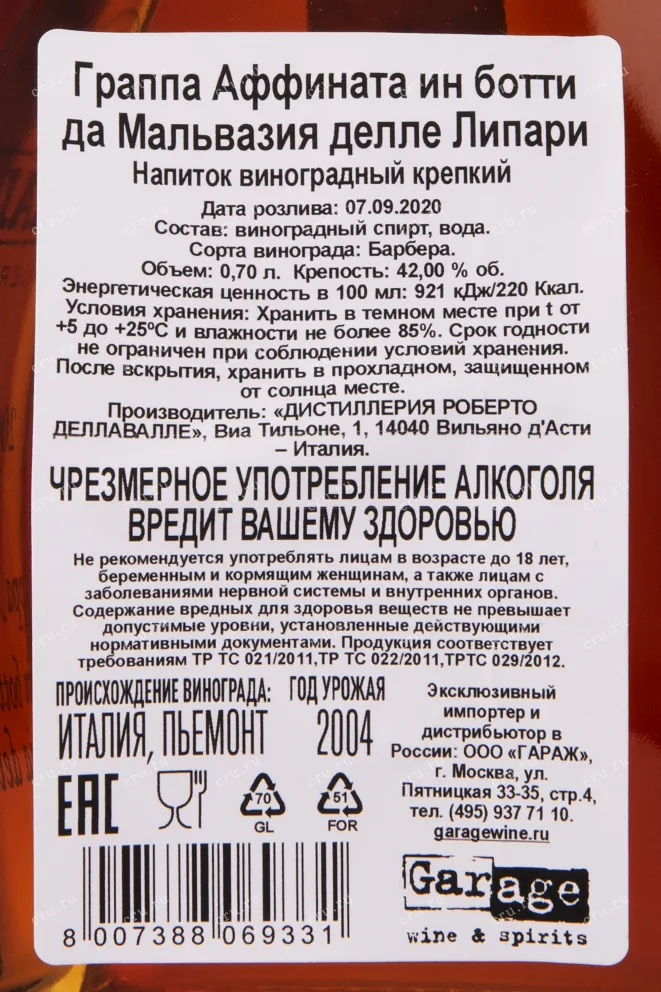 Граппа Аффината ин ботти
да Мальвазия делле Липари
Напиток виноградный крепкий
Дата розлива: 07.09.2020
Состав: виноградный спирт, вода.
Сорта винограда: Барбера.
Объем: 0,70 л. Крепость: 42,00 % об.
Энергетическая ценность в 100 мл: 921 кДж/220 Ккал.
Условия хранения: Хранить в темном месте при t от
+5 до +25ºС и влажности не более 85%. Срок годности
не ограничен при соблюдении условий хранения.
После вскрытия, хранить в прохладном, защищенном
от солнца месте.
Производитель: «ДИСТИЛЛЕРИЯ РОБЕРТО
ДЕЛЛАВАЛЛЕ», Виа Тильоне, 1, 14040 Вильяно д'Асти
– Италия.
ЧРЕЗМЕРНОЕ УПОТРЕБЛЕНИЕ АЛКОГОЛЯ
ВРЕДИТ ВАШЕМУ ЗДОРОВЬЮ
Не рекомендуется употреблять лицам в возрасте до 18 лет,
беременным и кормящим женщинам, а также лицам с
заболеваниями нервной системы и внутренних органов.
Содержание вредных для здоровья веществ не превышает
допустимые уровни, установленные действующими
нормативными документами. Продукция соответствует
требованиям ТР ТС 021/2011,ТР ТС 022/2011,ТРТС 029/2012.
ПРОИСХОЖДЕНИЕ ВИНОГРАДА:
ИТАЛИЯ, ПЬЕМОНТ
ГОД УРОЖАЯ
2004
Эксклюзивный
импортер и
дистрибьютор в
России: ООО «ГАРАЖ»,
г. Москва, ул.
Пятницкая 33-35, стр.4,
тел. (495) 937 71 10.
garagewine.ru
EAC
70
GL
51
FOR
8 007388 069331
Garage
wine & spirits